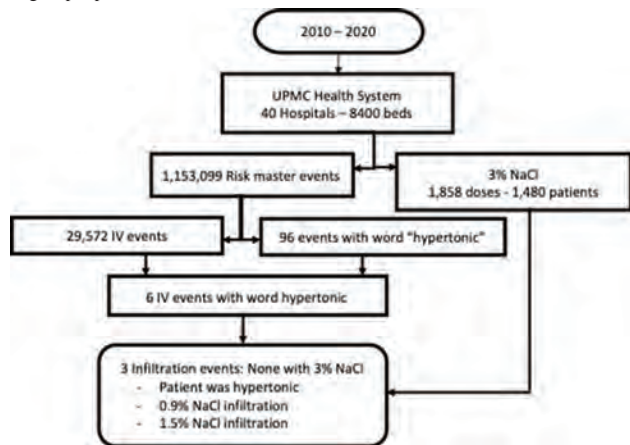 2010 – 2020
UPMC Health System
40 Hospitals – 8400 beds
1,153,099 Risk master events
3% NaCl
1,858 doses - 1,480 patients
29,572 IV events
96 events with word "hypertonic"
6 IV events with word hypertonic
3 Infiltration events: None with 3% NaCl
- Patient was hypertonic
- 0.9% NaCl infiltration
- 1.5% NaCl infiltration